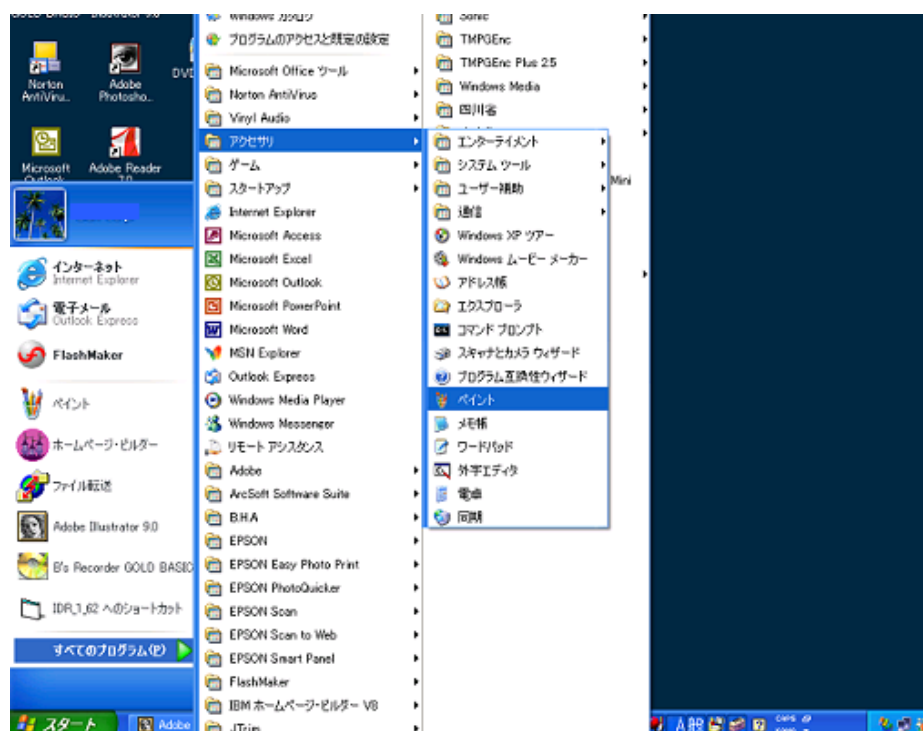 Norton
AntiViru...
Adobe
Photosho...
DVD
Microsoft
Outlook
Adobe Reader
7.0
インターネット
Internet Explorer
電子メール
Outlook Express
FlashMaker
ペイント
ホームページ・ビルダー
ファイル転送
Adobe Illustrator 9.0
B's Recorder GOLD BASIC
IDR_1_62 へのショートカット
すべてのプログラム(P)
スタート
Adobe
Windows カタログ
プログラムのアクセスと既定の設定
Microsoft Office ツール
Norton AntiVirus
Vinyl Audio
アクセサリ
ゲーム
スタートアップ
Internet Explorer
Microsoft Access
Microsoft Excel
Microsoft Outlook
Microsoft PowerPoint
Microsoft Word
MSN Explorer
Outlook Express
Windows Media Player
Windows Messenger
リモート アシスタンス
Adobe
ArcSoft Software Suite
B.H.A
EPSON
EPSON Easy Photo Print
EPSON PhotoQuicker
EPSON Scan
EPSON Scan to Web
EPSON Smart Panel
FlashMaker
IBM ホームページ・ビルダー V8
JTrim
Sonic
TMPGEnc
TMPGEnc Plus 2.5
Windows Media
四川省
Mini
エンターテイメント
システム ツール
ユーザー補助
通信
Windows XP ツアー
Windows ムービー メーカー
アドレス帳
エクスプローラ
コマンド プロンプト
スキャナとカメラ ウィザード
プログラム互換性ウィザード
ペイント
メモ帳
ワードパッド
外字エディタ
電卓
同期
A 般
CAPS